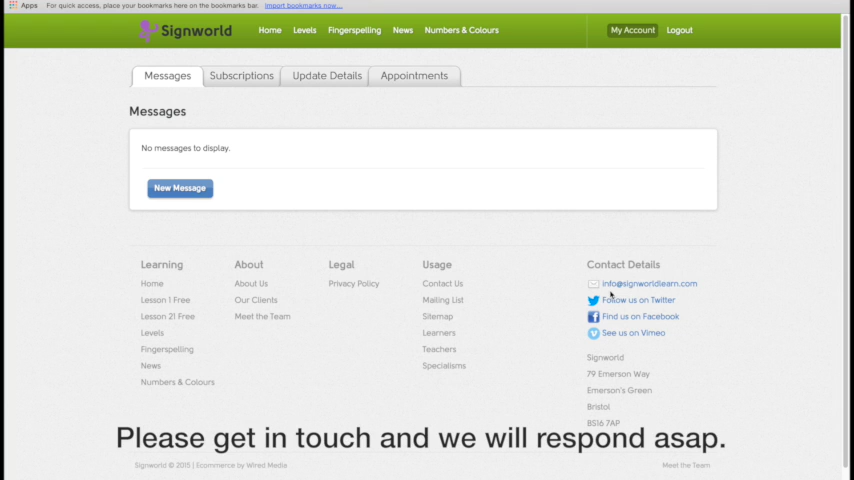 Apps For quick access, place your bookmarks here on the bookmarks bar. Import bookmarks now...
Signworld Home Levels Fingerspelling News Numbers & Colours My Account Logout
Messages Subscriptions Update Details Appointments
Messages
No messages to display.
New Message
Learning
Home
Lesson 1 Free
Lesson 21 Free
Levels
Fingerspelling
News
Numbers & Colours
About
About Us
Our Clients
Meet the Team
Legal
Privacy Policy
Usage
Contact Us
Mailing List
Sitemap
Learners
Teachers
Specialisms
Contact Details
info@signworldlearn.com
Follow us on Twitter
Find us on Facebook
See us on Vimeo
Signworld
79 Emerson Way
Emerson's Green
Bristol
BS16 7AP
Please get in touch and we will respond asap.
Signworld © 2015 | Ecommerce by Wired Media Meet the Team